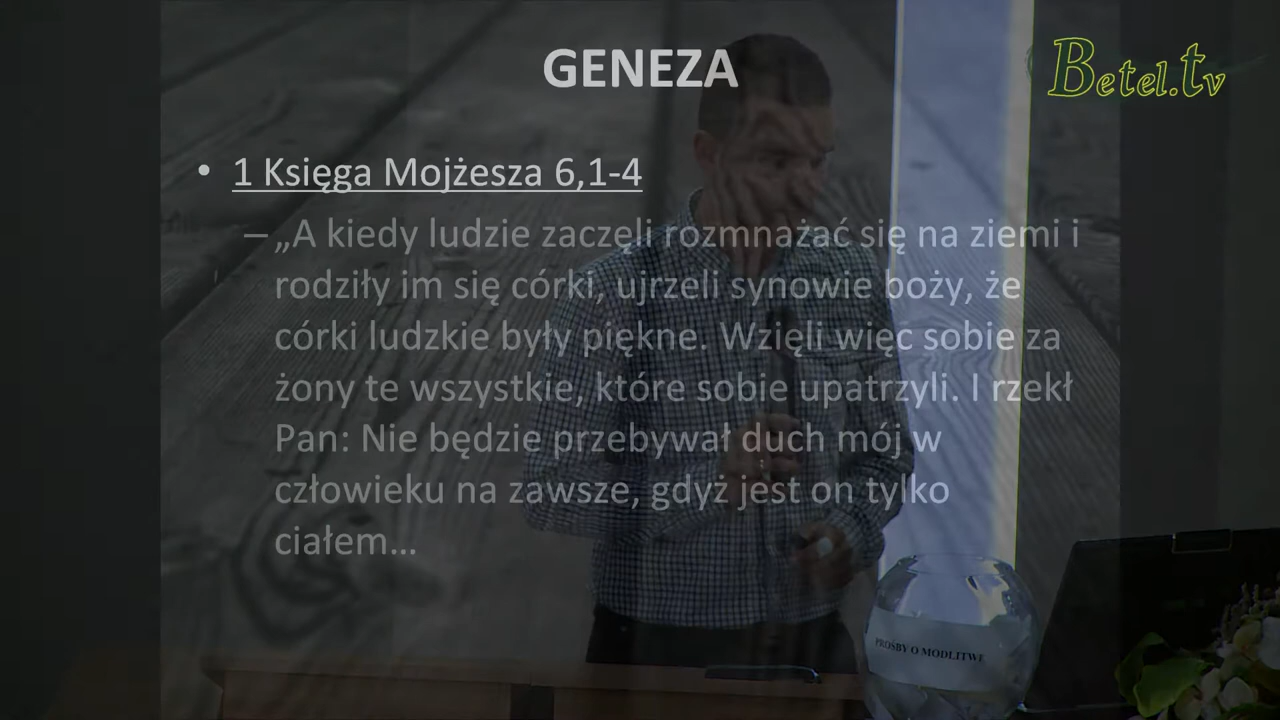 GENEZA
Betel.tv
• 1 Księga Mojżesza 6,1-4
– „A kiedy ludzie zaczęli rozmnażać się na ziemi i
rodziły im się córki, ujrzeli synowie boży, że
córki ludzkie były piękne. Wzięli więc sobie za
żony te wszystkie, które sobie upatrzyli. I rzekł
Pan: Nie będzie przebywał duch mój w
człowieku na zawsze, gdyż jest on tylko
ciałem…
PROŚBY O MODLITWĘ